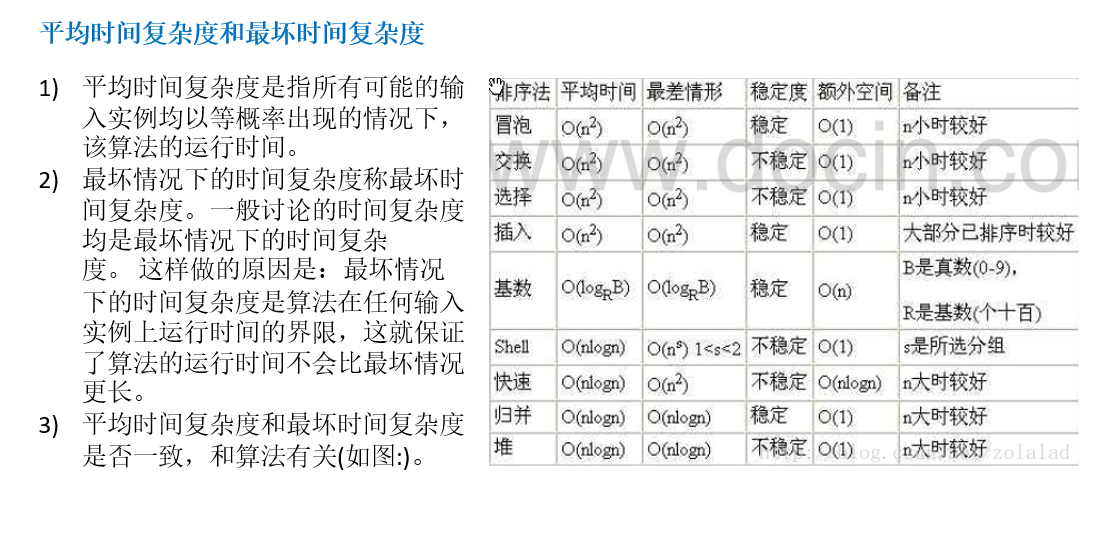 平均时间复杂度和最坏时间复杂度
1) 平均时间复杂度是指所有可能的输
入实例均以等概率出现的情况下，
该算法的运行时间。
2) 最坏情况下的时间复杂度称最坏时
间复杂度。一般讨论的时间复杂度
均是最坏情况下的时间复杂
度。 这样做的原因是：最坏情况
下的时间复杂度是算法在任何输入
实例上运行时间的界限，这就保证
了算法的运行时间不会比最坏情况
更长。
3) 平均时间复杂度和最坏时间复杂度
是否一致，和算法有关(如图:)。
排序法 平均时间 最差情形 稳定度 额外空间 备注
冒泡 O(n²) O(n²) 稳定 O(1) n小时较好
交换 O(n²) O(n²) 不稳定 O(1) n小时较好
选择 O(n²) O(n²) 不稳定 O(1) n小时较好
插入 O(n²) O(n²) 稳定 O(1) 大部分已排序时较好
基数 O(log_R B) O(log_R B) 稳定 O(n) B是真数(0-9)，
R是基数(个十百)
Shell O(nlogn) O(n^s) 1<s<2 不稳定 O(1) s是所选分组
快速 O(nlogn) O(n²) 不稳定 O(nlogn) n大时较好
归并 O(nlogn) O(nlogn) 稳定 O(1) n大时较好
堆 O(nlogn) O(nlogn) 不稳定 O(1) n大时较好
www.docin.co